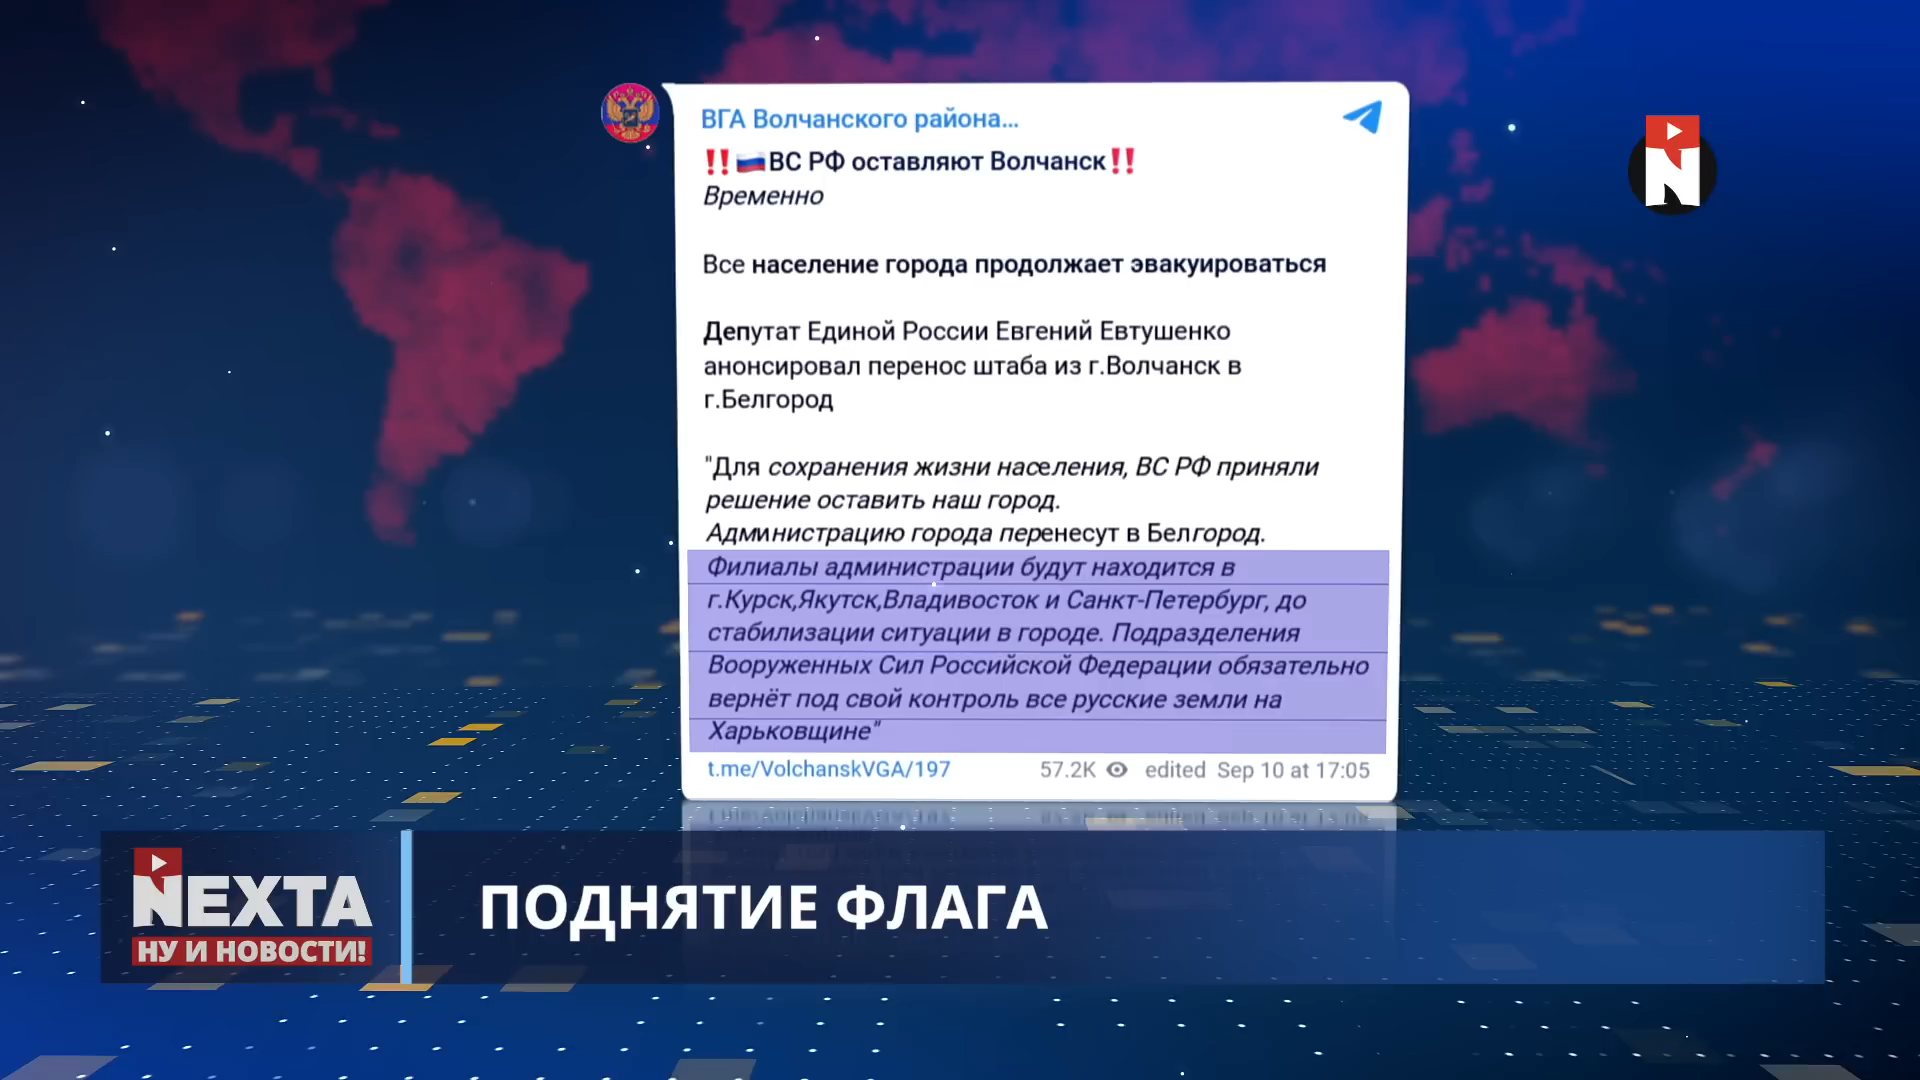 ВГА Волчанского района...
‼️🇷🇺ВС РФ оставляют Волчанск‼️
Временно
Все население города продолжает эвакуироваться
Депутат Единой России Евгений Евтушенко
анонсировал перенос штаба из г.Волчанск в
г.Белгород
"Для сохранения жизни населения, ВС РФ приняли
решение оставить наш город.
Администрацию города перенесут в Белгород.
Филиалы администрации будут находится в
г.Курск,Якутск,Владивосток и Санкт-Петербург, до
стабилизации ситуации в городе. Подразделения
Вооруженных Сил Российской Федерации обязательно
вернёт под свой контроль все русские земли на
Харьковщине"
t.me/VolchanskVGA/197 57.2K edited Sep 10 at 17:05
N
NEXTA
НУ И НОВОСТИ!
ПОДНЯТИЕ ФЛАГА